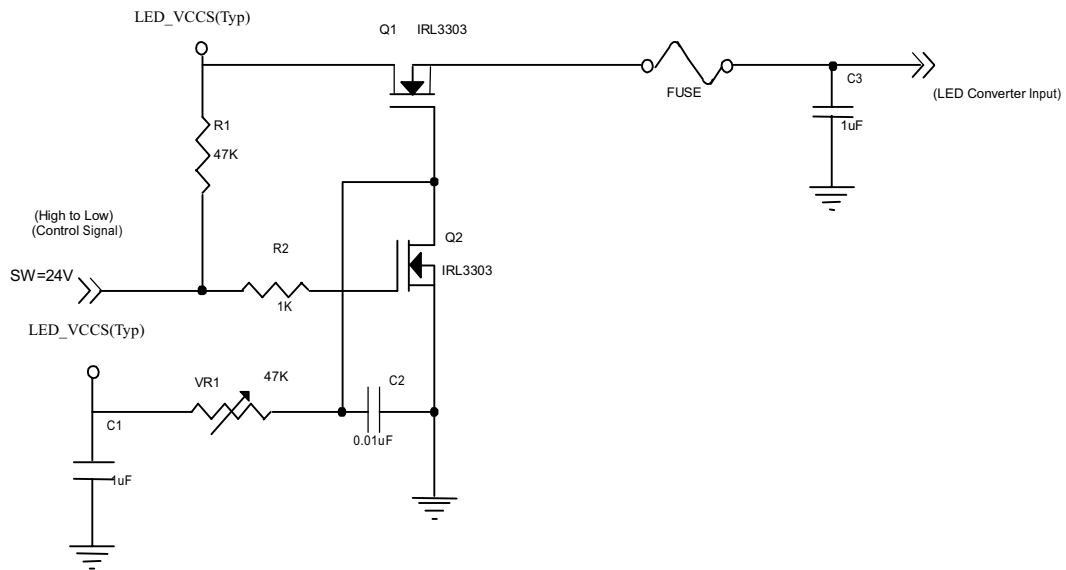 LED_VCCS(Typ)
Q1 IRL3303
FUSE
C3
(LED Converter Input)
1uF
R1
47K
(High to Low)
(Control Signal)
SW=24V
R2
1K
Q2
IRL3303
LED_VCCS(Typ)
VR1
47K
C2
0.01uF
C1
1uF